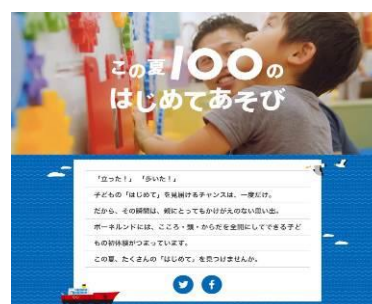 この夏100の
はじめてあそび
「立った！」「歩いた！」
子どもの「はじめて」を見届けるチャンスは、一度だけ。
だから、その瞬間は、親にとってもかけがえのない思い出。
ボーネルンドには、こころ・頭・からだを全開にしてできる子ど
もの初体験がつまっています。
この夏、たくさんの「はじめて」を見つけませんか。